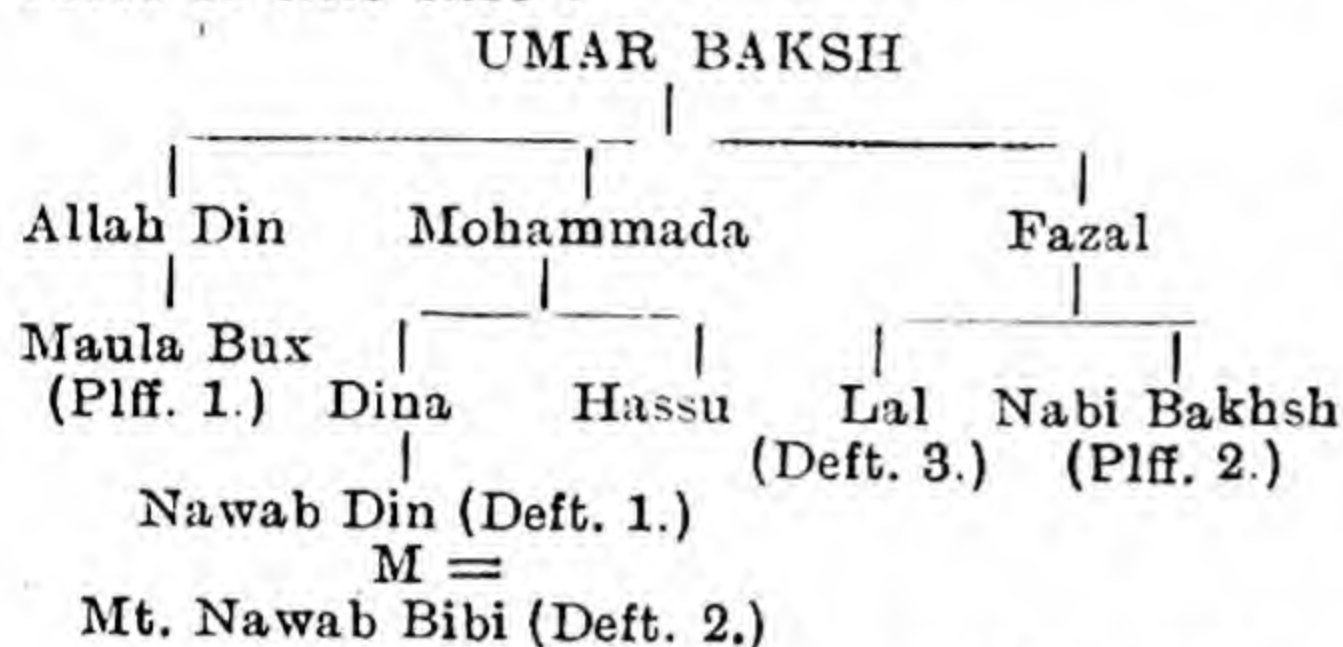 UMAR BAKSH
Allah Din Mohammada Fazal
Maula Bux
(Plff. 1.) Dina Hassu Lal Nabi Bakhsh
(Deft. 3.) (Plff. 2.)
Nawab Din (Deft. 1.)
M =
Mt. Nawab Bibi (Deft. 2.)